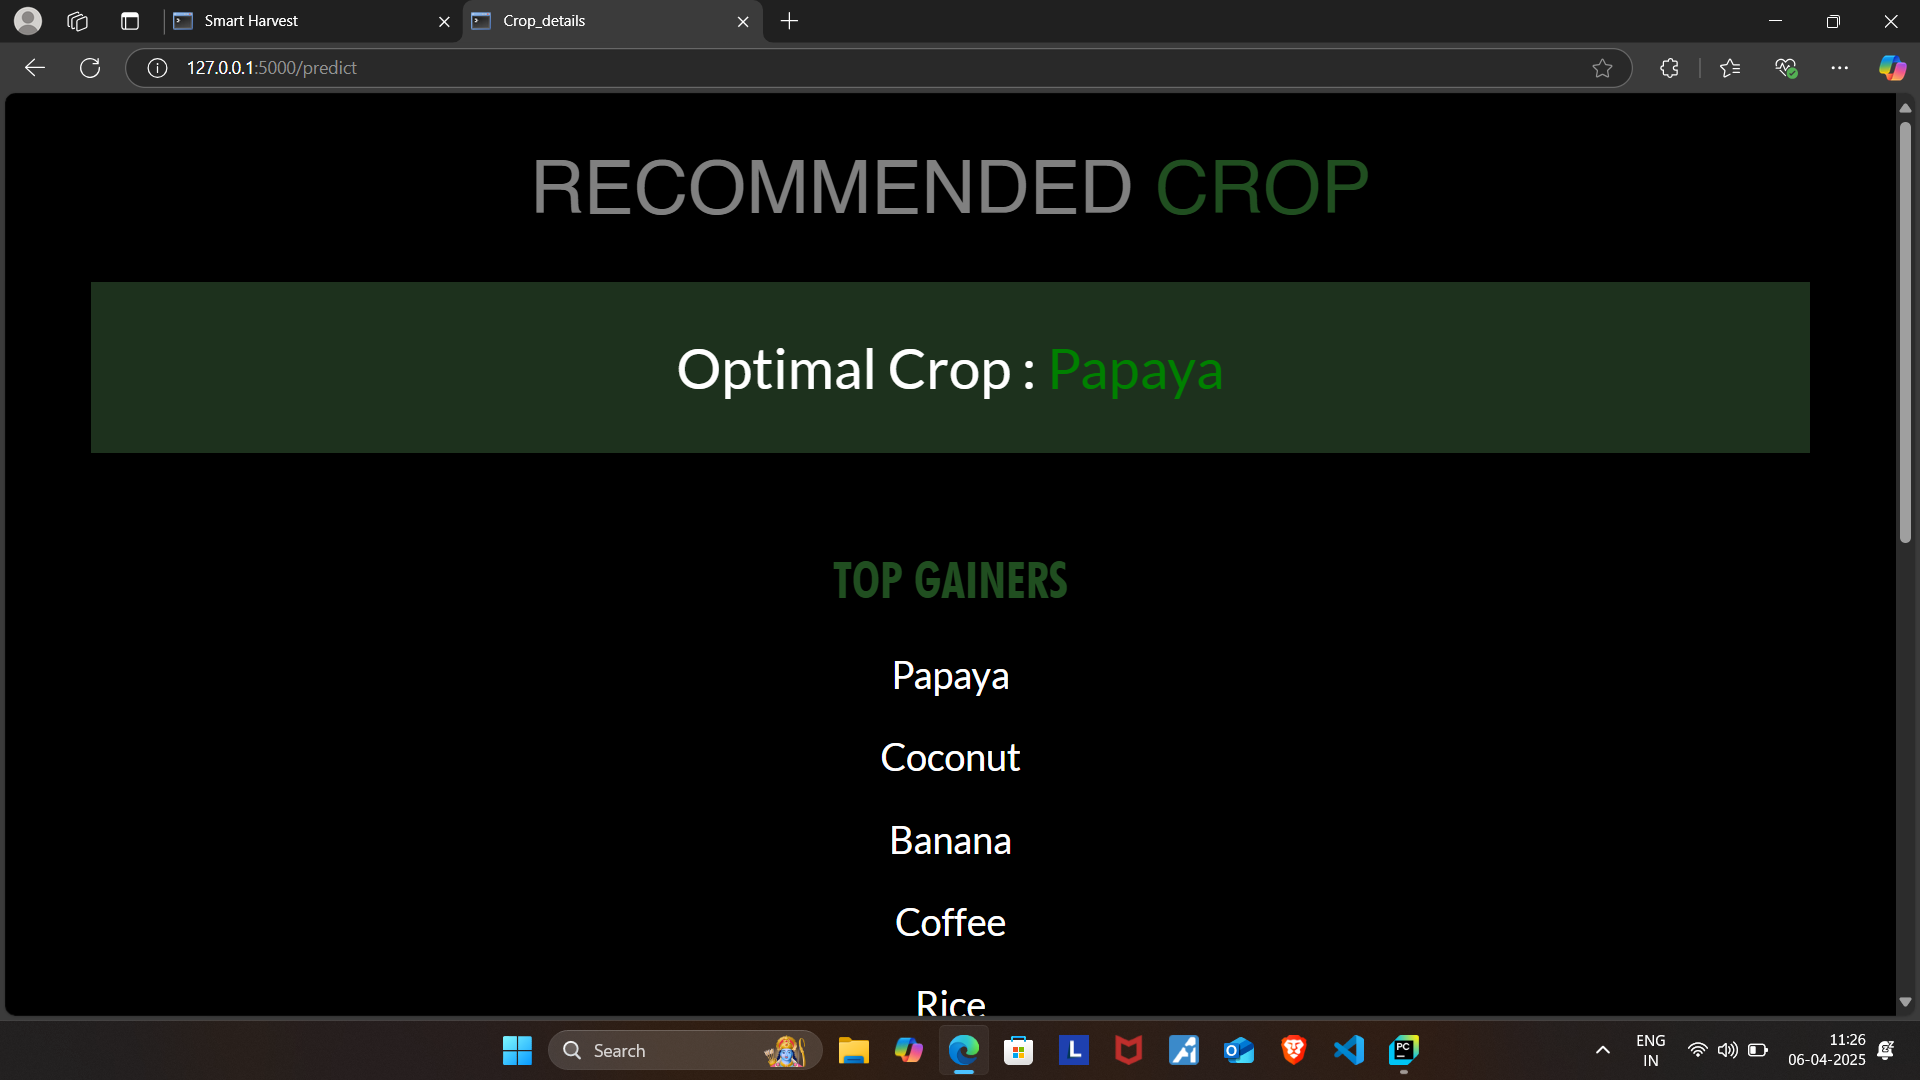 Smart Harvest
Crop_details
127.0.0.1:5000/predict
RECOMMENDED CROP
Optimal Crop : Papaya
TOP GAINERS
Papaya
Coconut
Banana
Coffee
Rice
Search
L
PC
ENG
IN
11:26
06-04-2025